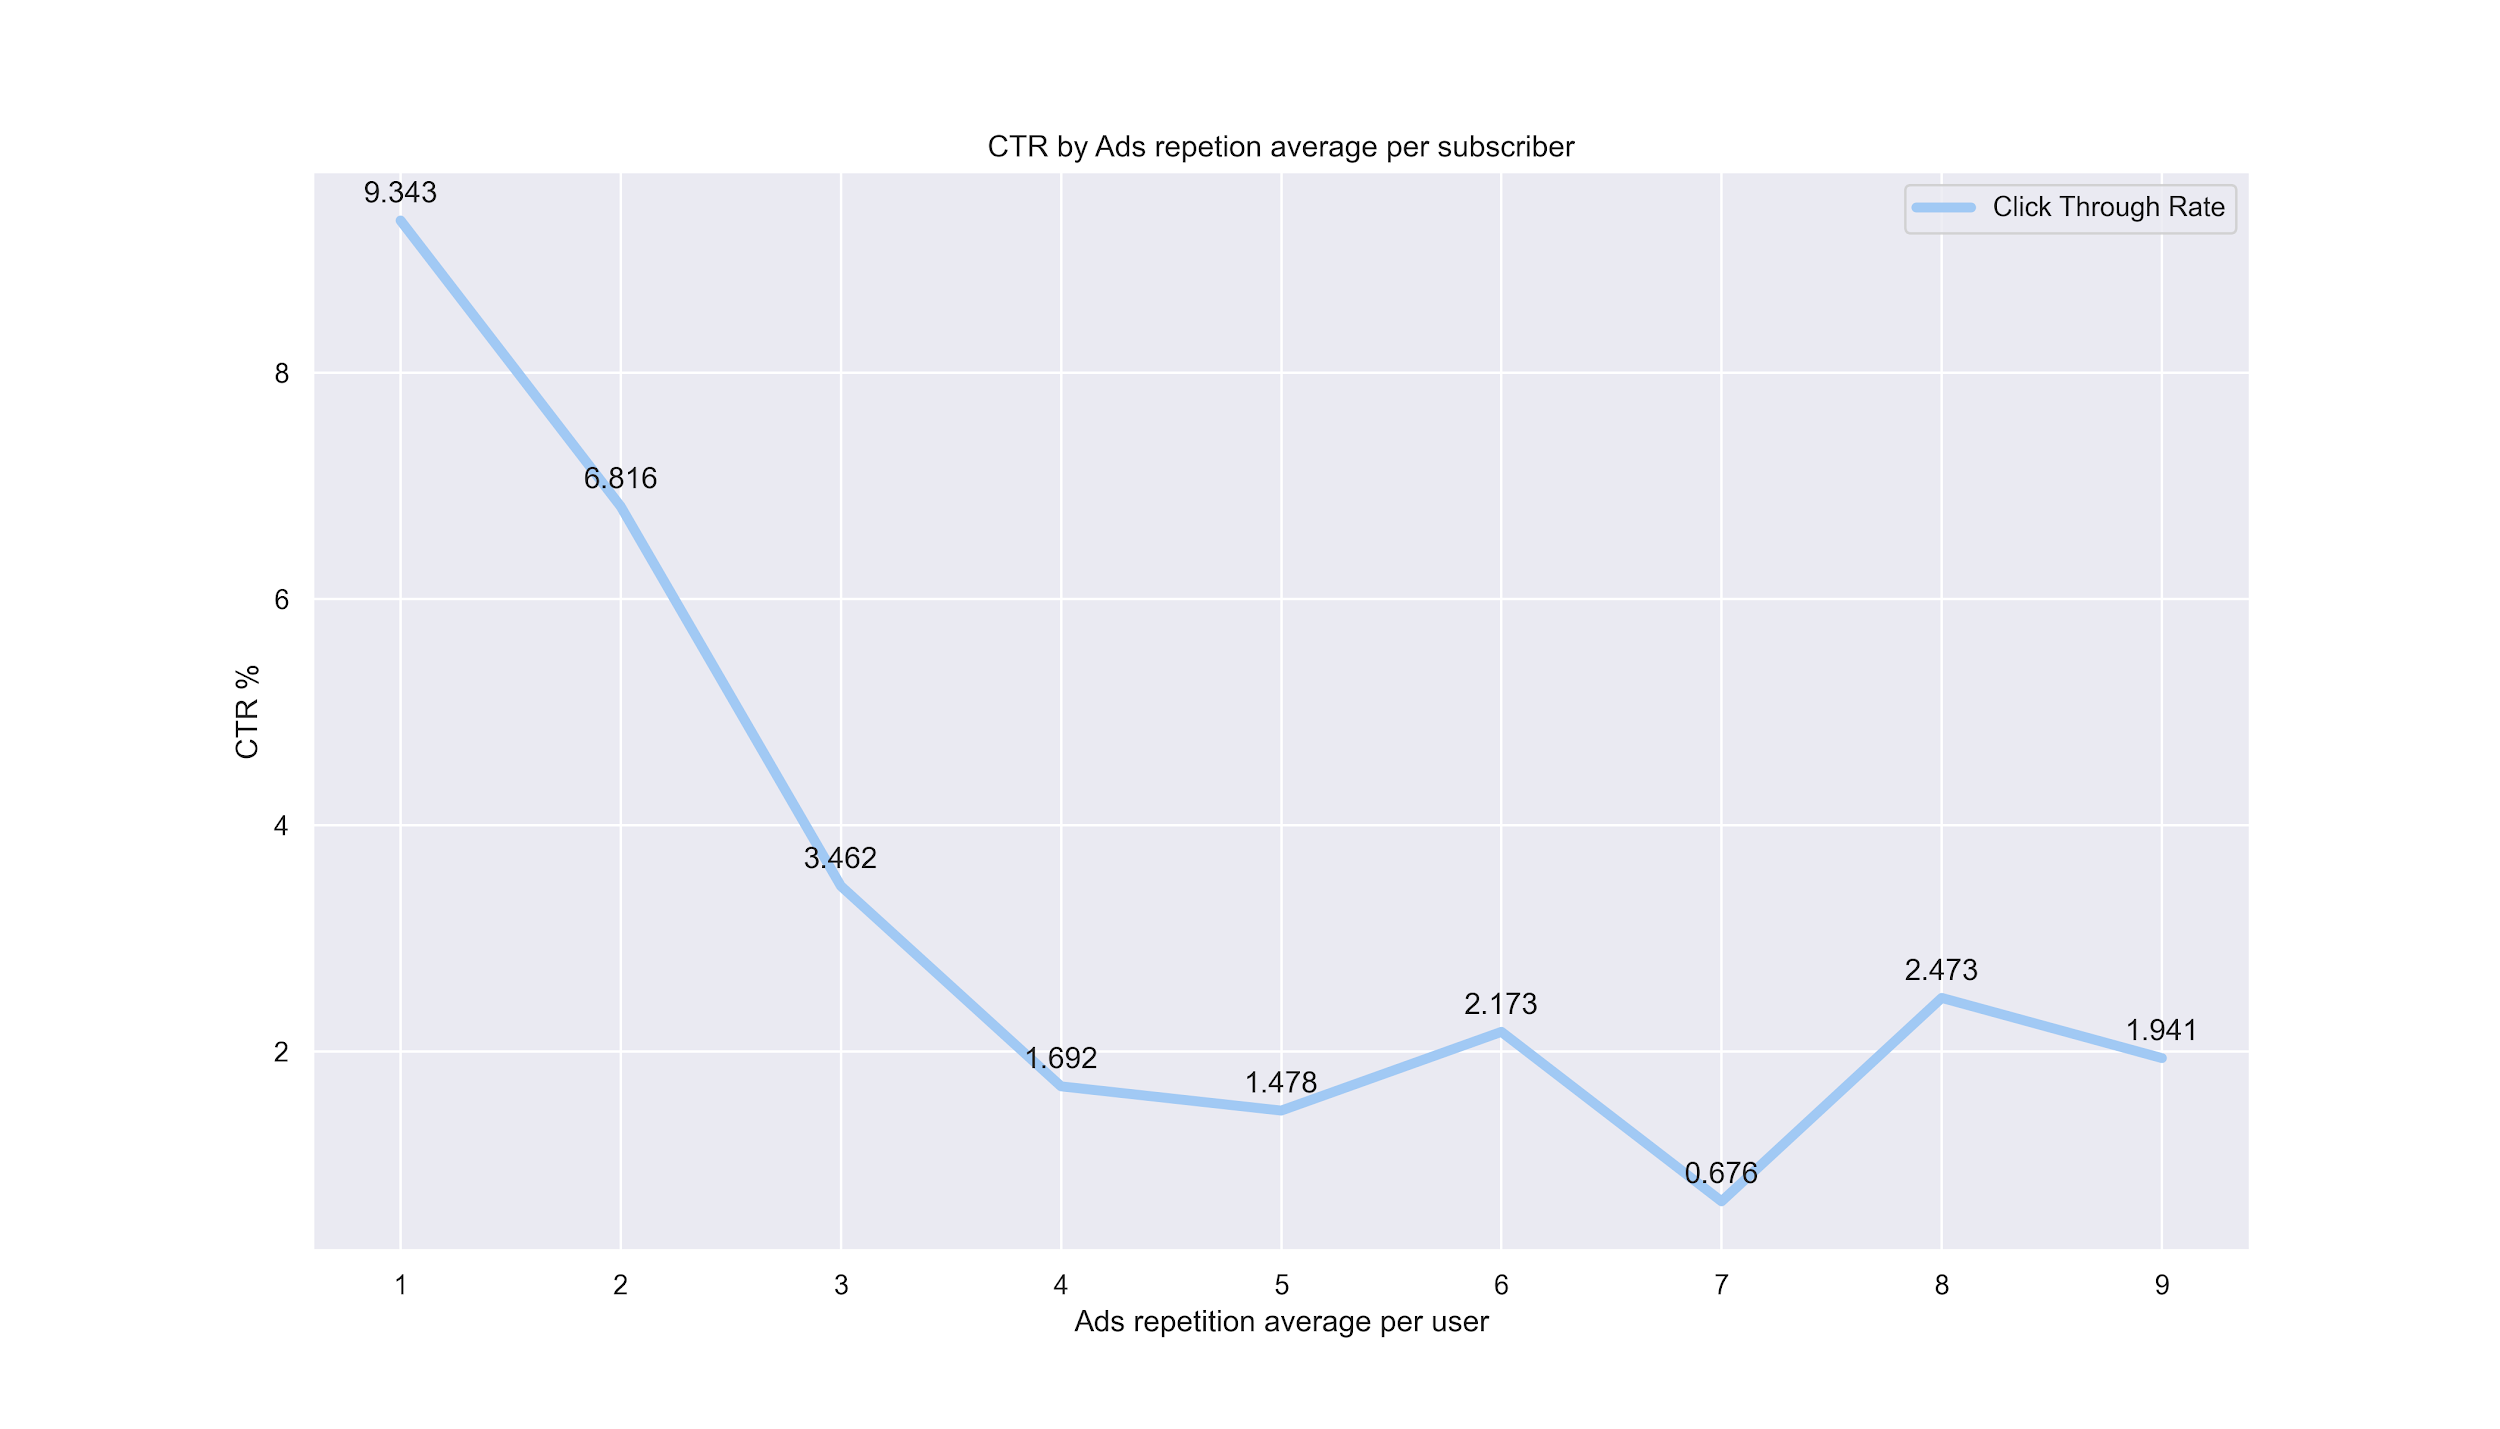 CTR by Ads repetion average per subscriber
9.343
Click Through Rate
8
6.816
6
CTR %
4
3.462
2.473
2.173
1.941
2
1.692
1.478
0.676
1 2 3 4 5 6 7 8 9
Ads repetition average per user